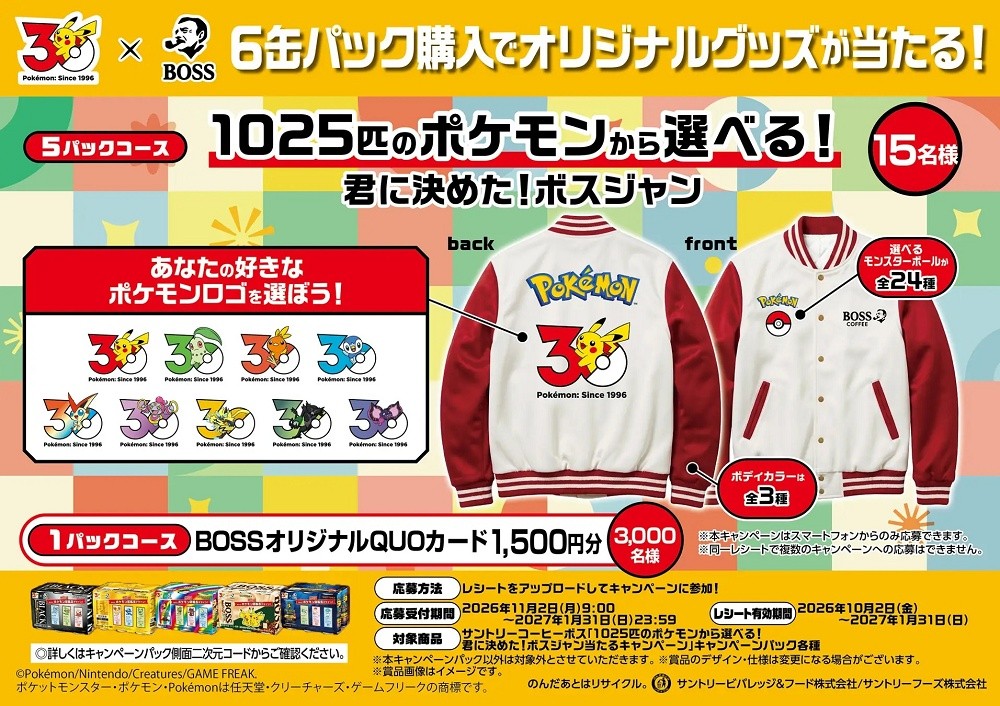 30
Pokémon: Since 1996
×
BOSS
6缶パック購入でオリジナルグッズが当たる!
5パックコース
1025匹のポケモンから選べる!
君に決めた!ボスジャン
15名様
あなたの好きな
ポケモンロゴを選ぼう!
30 Pokémon: Since 1996
30 Pokémon: Since 1996
30 Pokémon: Since 1996
30 Pokémon: Since 1996
30 Pokémon: Since 1996
30 Pokémon: Since 1996
30 Pokémon: Since 1996
30 Pokémon: Since 1996
30 Pokémon: Since 1996
back
POKéMON
30
Pokémon: Since 1996
front
POKéMON
BOSS
COFFEE
選べる
モンスターボールが
全24種
ボディカラーは
全3種
1パックコース
BOSSオリジナルQUOカード1,500円分
3,000
名様
※本キャンペーンはスマートフォンからのみ応募できます。
※同一レシートで複数のキャンペーンへの応募はできません。
◎詳しくはキャンペーンパック側面二次元コードからご確認ください。
応募方法 レシートをアップロードしてキャンペーンに参加!
応募受付期間 2026年11月2日(月)9:00
~2027年1月31日(日)23:59
レシート有効期間 2026年10月2日(金)
~2027年1月31日(日)
対象商品 サントリーコーヒーボス「1025匹のポケモンから選べる!
君に決めた!ボスジャン当たるキャンペーン」キャンペーンパック各種
※本キャンペーンパック以外は対象外とさせていただきます。※賞品のデザイン・仕様は変更になる場合がございます。
※賞品画像はイメージです。
©Pokémon/Nintendo/Creatures/GAME FREAK.
ポケットモンスター・ポケモン・Pokémonは任天堂・クリーチャーズ・ゲームフリークの商標です。
のんだあとはリサイクル。
サントリービバレッジ&フード株式会社/サントリーフーズ株式会社